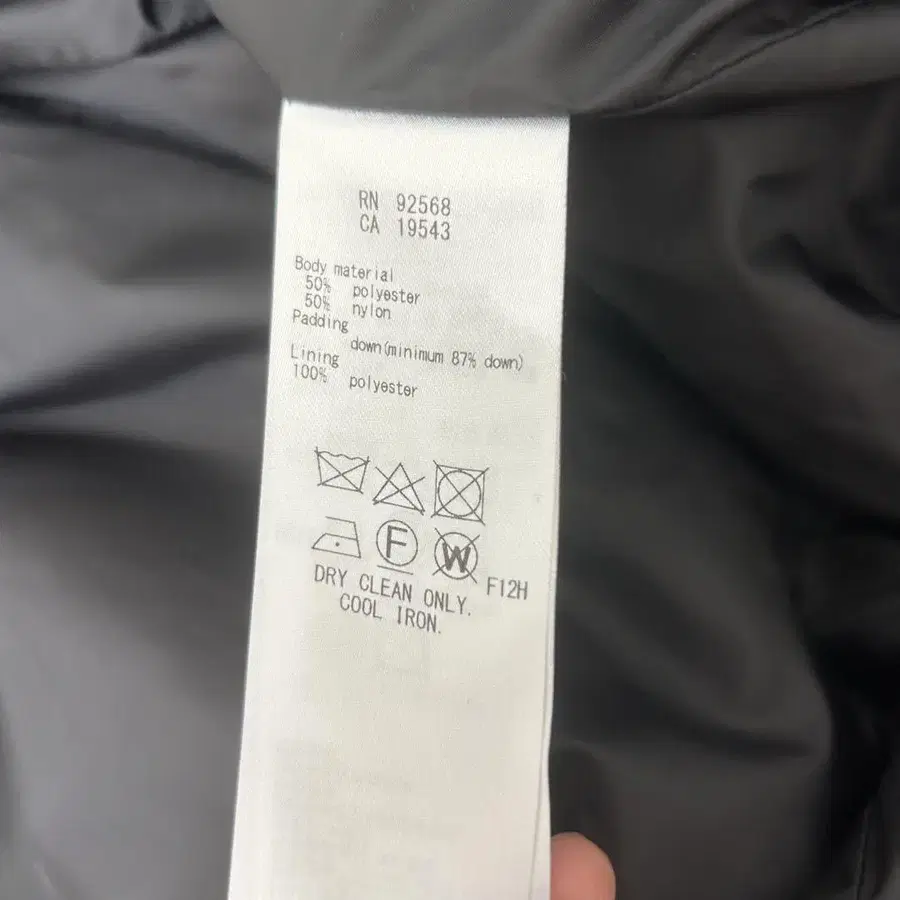 RN 92568
CA 19543
Body material
50% polyester
50% nylon
Padding
down(minimum 87% down)
Lining
100% polyester
F
W
F12H
DRY CLEAN ONLY.
COOL IRON.